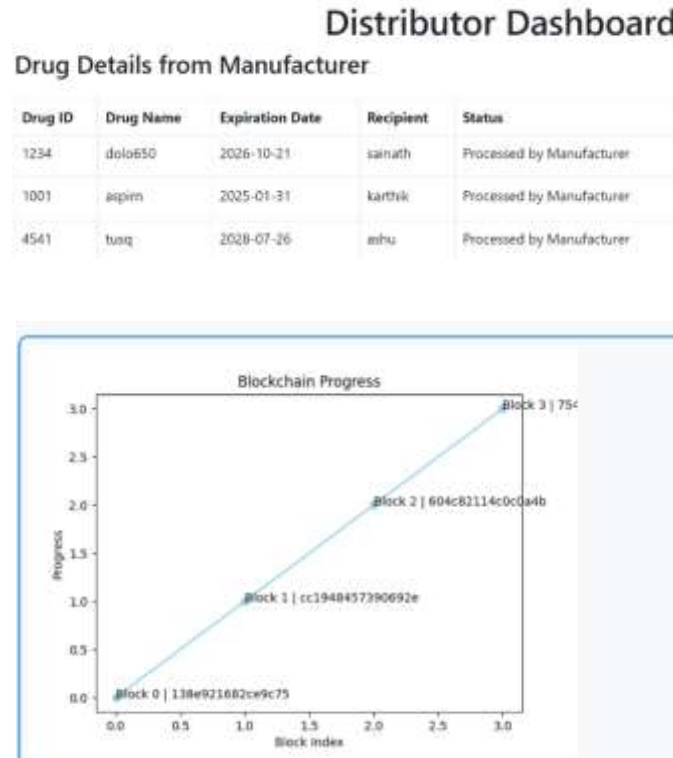 Distributor Dashboard
Drug Details from Manufacturer
Drug ID Drug Name Expiration Date Recipient Status
1234 dolo650 2026-10-21 sainath Processed by Manufacturer
1001 aspirn 2025-01-31 karthik Processed by Manufacturer
4541 tusq 2028-07-26 ashu Processed by Manufacturer
Blockchain Progress
3.0
Block 3 | 754
2.5
2.0
Block 2 | 604c82114c0c0a4b
1.5
Progress
1.0
Block 1 | cc1948457390692e
0.5
0.0
Block 0 | 138e921682ce9c75
0.0 0.5 1.0 1.5 2.0 2.5 3.0
Block Index